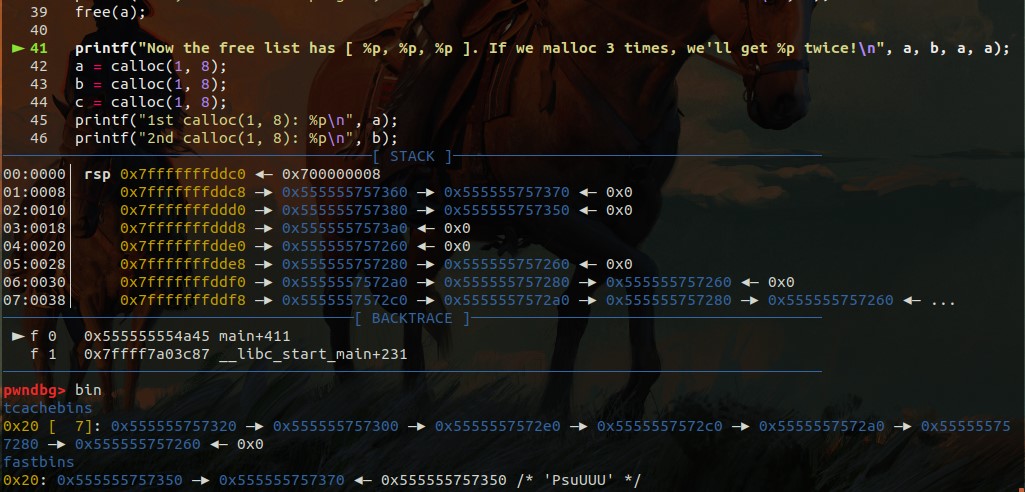 39 free(a);
40
► 41 printf("Now the free list has [ %p, %p, %p ]. If we malloc 3 times, we'll get %p twice!\n", a, b, a, a);
42 a = calloc(1, 8);
43 b = calloc(1, 8);
44 c = calloc(1, 8);
45 printf("1st calloc(1, 8): %p\n", a);
46 printf("2nd calloc(1, 8): %p\n", b);
[ STACK ]
00:0000│ rsp 0x7fffffffddc0 ◂— 0x700000008
01:0008│ 0x7fffffffddc8 —▸ 0x555555757360 —▸ 0x555555757370 ◂— 0x0
02:0010│ 0x7fffffffddd0 —▸ 0x555555757380 —▸ 0x555555757350 ◂— 0x0
03:0018│ 0x7fffffffddd8 —▸ 0x5555557573a0 ◂— 0x0
04:0020│ 0x7fffffffdde0 —▸ 0x555555757260 ◂— 0x0
05:0028│ 0x7fffffffdde8 —▸ 0x555555757280 —▸ 0x555555757260 ◂— 0x0
06:0030│ 0x7fffffffddf0 —▸ 0x5555557572a0 —▸ 0x555555757280 —▸ 0x555555757260 ◂— 0x0
07:0038│ 0x7fffffffddf8 —▸ 0x5555557572c0 —▸ 0x5555557572a0 —▸ 0x555555757280 —▸ 0x555555757260 ◂— ...
[ BACKTRACE ]
► f 0 0x555555554a45 main+411
f 1 0x7ffff7a03c87 __libc_start_main+231
pwndbg> bin
tcachebins
0x20 [ 7]: 0x555555757320 —▸ 0x555555757300 —▸ 0x5555557572e0 —▸ 0x5555557572c0 —▸ 0x5555557572a0 —▸ 0x55555575
7280 —▸ 0x555555757260 ◂— 0x0
fastbins
0x20: 0x555555757350 —▸ 0x555555757370 ◂— 0x555555757350 /* 'PsuUUU' */